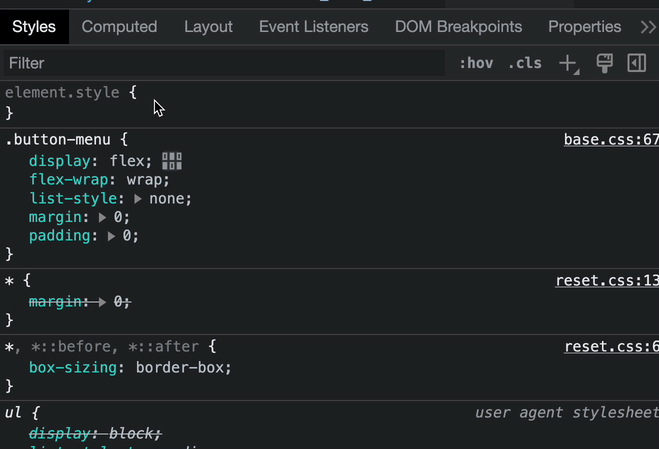 Styles Computed Layout Event Listeners DOM Breakpoints Properties
Filter :hov .cls
element.style {
}
.button-menu { base.css:67
display: flex;
flex-wrap: wrap;
list-style: none;
margin: 0;
padding: 0;
}
* { reset.css:13
margin: 0;
}
*, *::before, *::after { reset.css:6
box-sizing: border-box;
}
ul { user agent stylesheet
display: block;